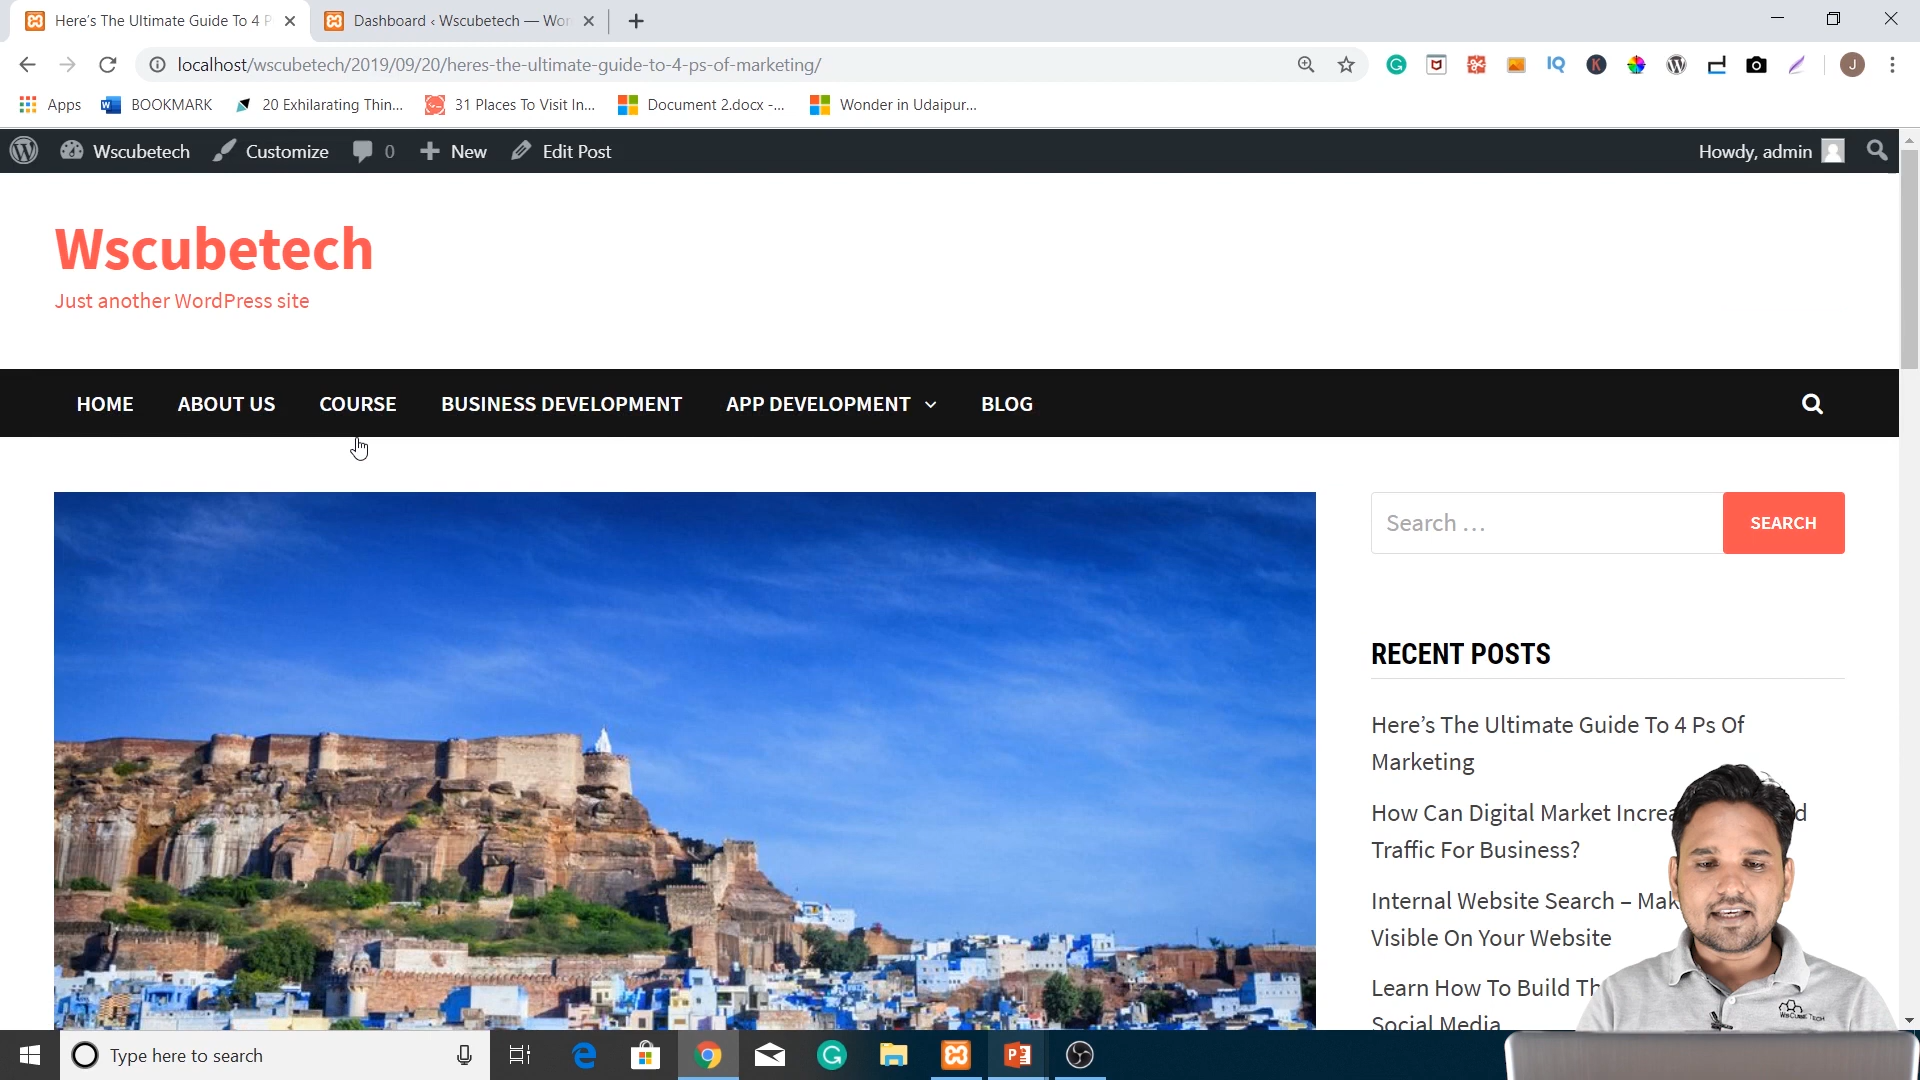 Here's The Ultimate Guide To 4 P
Dashboard ‹ Wscubetech — Wor
localhost/wscubetech/2019/09/20/heres-the-ultimate-guide-to-4-ps-of-marketing/
IQ
K
J
Apps
BOOKMARK
20 Exhilarating Thin...
31 Places To Visit In...
Document 2.docx -...
Wonder in Udaipur...
Wscubetech
Customize
0
New
Edit Post
Howdy, admin
Wscubetech
Just another WordPress site
HOME
ABOUT US
COURSE
BUSINESS DEVELOPMENT
APP DEVELOPMENT
BLOG
Search …
SEARCH
RECENT POSTS
Here’s The Ultimate Guide To 4 Ps Of
Marketing
How Can Digital Market Increa d
Traffic For Business?
Internal Website Search – Mak
Visible On Your Website
Learn How To Build Th
Social Media
WsCube Tech
Type here to search